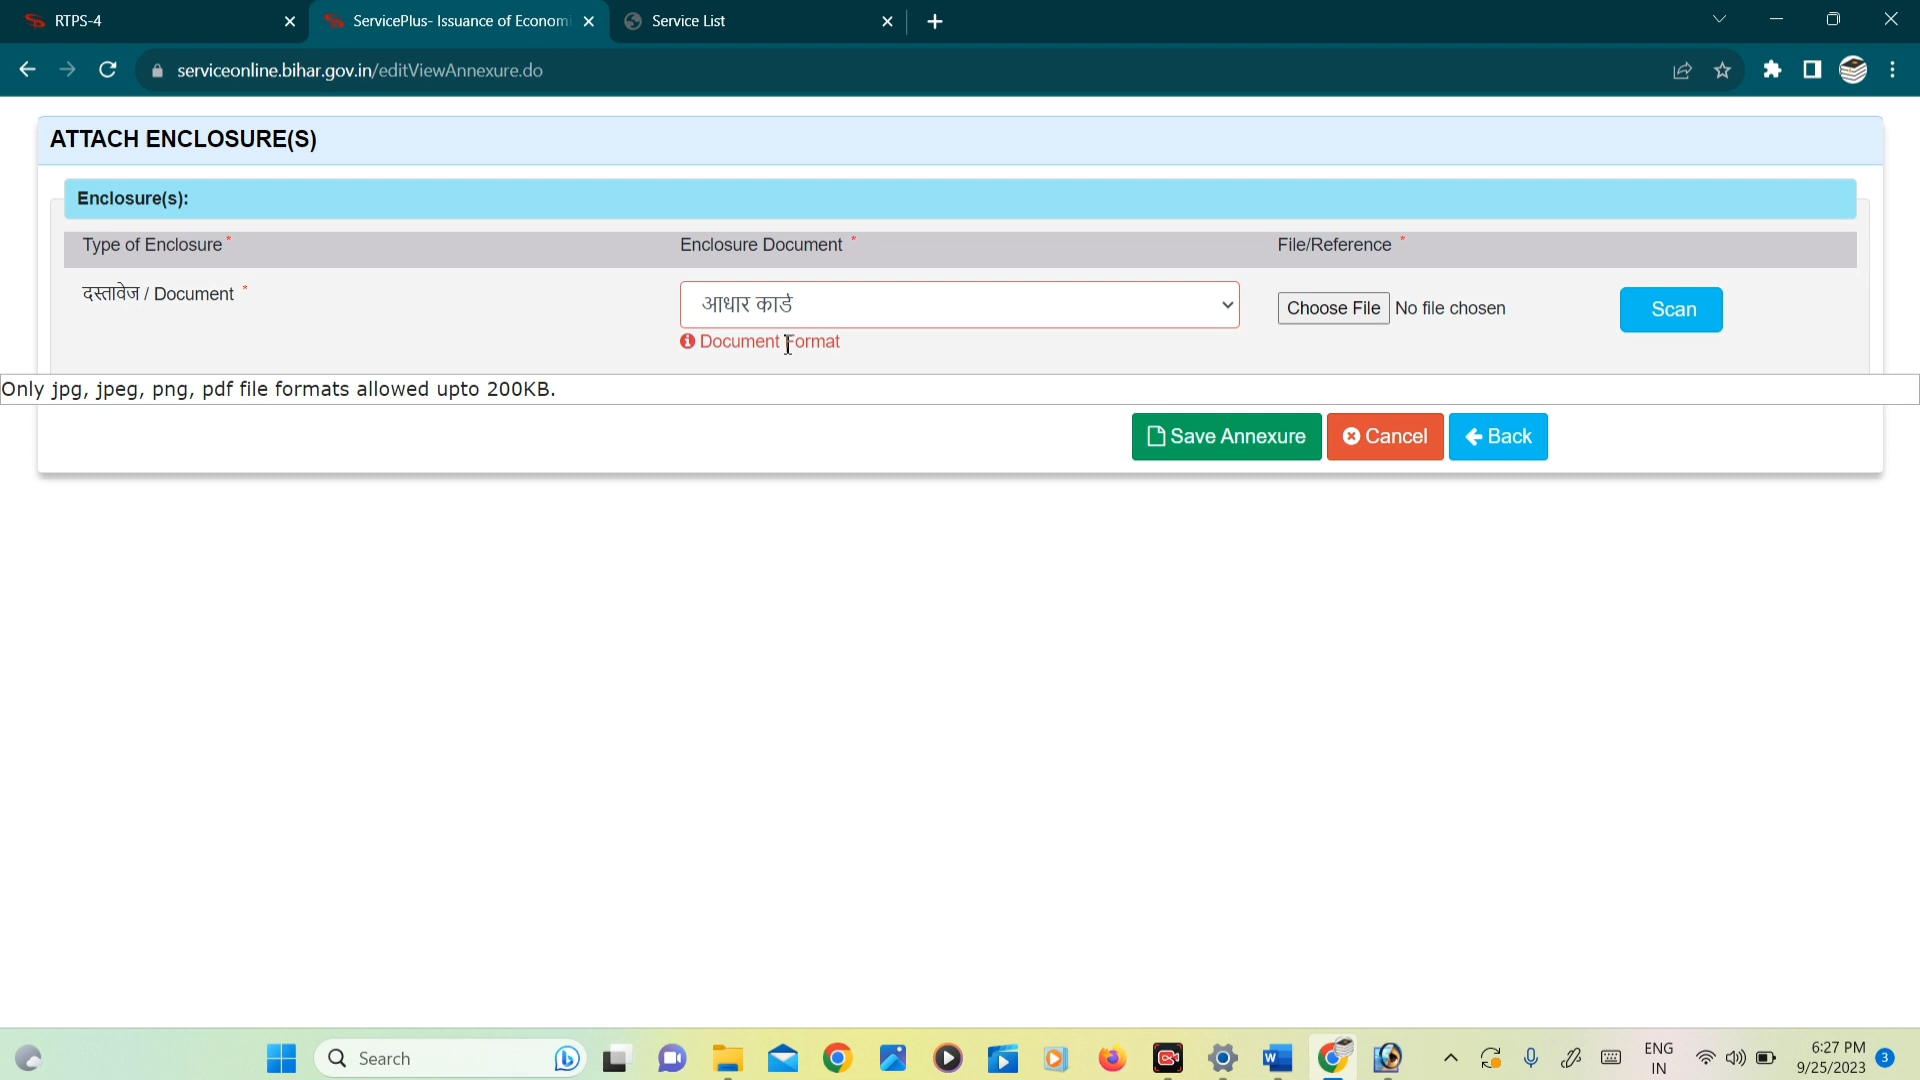 RTPS-4
ServicePlus- Issuance of Econom
Service List
serviceonline.bihar.gov.in/editViewAnnexure.do
ATTACH ENCLOSURE(S)
Enclosure(s):
Type of Enclosure * Enclosure Document * File/Reference *
दस्तावेज / Document * आधार कार्ड Choose File No file chosen Scan
Document Format
Only jpg, jpeg, png, pdf file formats allowed upto 200KB.
Save Annexure Cancel Back
Search
ENG
IN
6:27 PM
9/25/2023
3